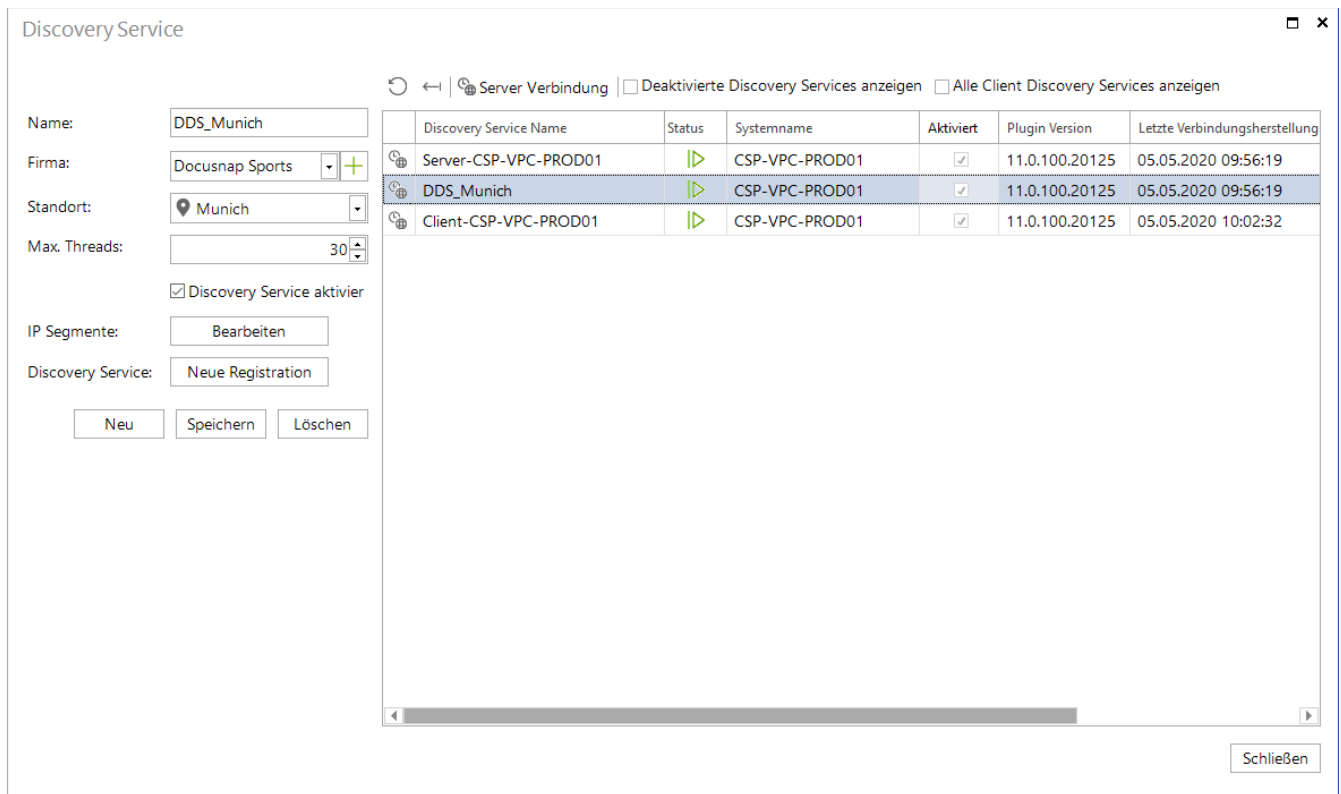 Discovery Service
Server Verbindung Deaktivierte Discovery Services anzeigen Alle Client Discovery Services anzeigen
Name: DDS_Munich
Firma: Docusnap Sports
Standort: Munich
Max. Threads: 30
Discovery Service aktivier
IP Segmente: Bearbeiten
Discovery Service: Neue Registration
Neu Speichern Löschen
Discovery Service Name Status Systemname Aktiviert Plugin Version Letzte Verbindungsherstellung
Server-CSP-VPC-PROD01 CSP-VPC-PROD01 11.0.100.20125 05.05.2020 09:56:19
DDS_Munich CSP-VPC-PROD01 11.0.100.20125 05.05.2020 09:56:19
Client-CSP-VPC-PROD01 CSP-VPC-PROD01 11.0.100.20125 05.05.2020 10:02:32
Schließen